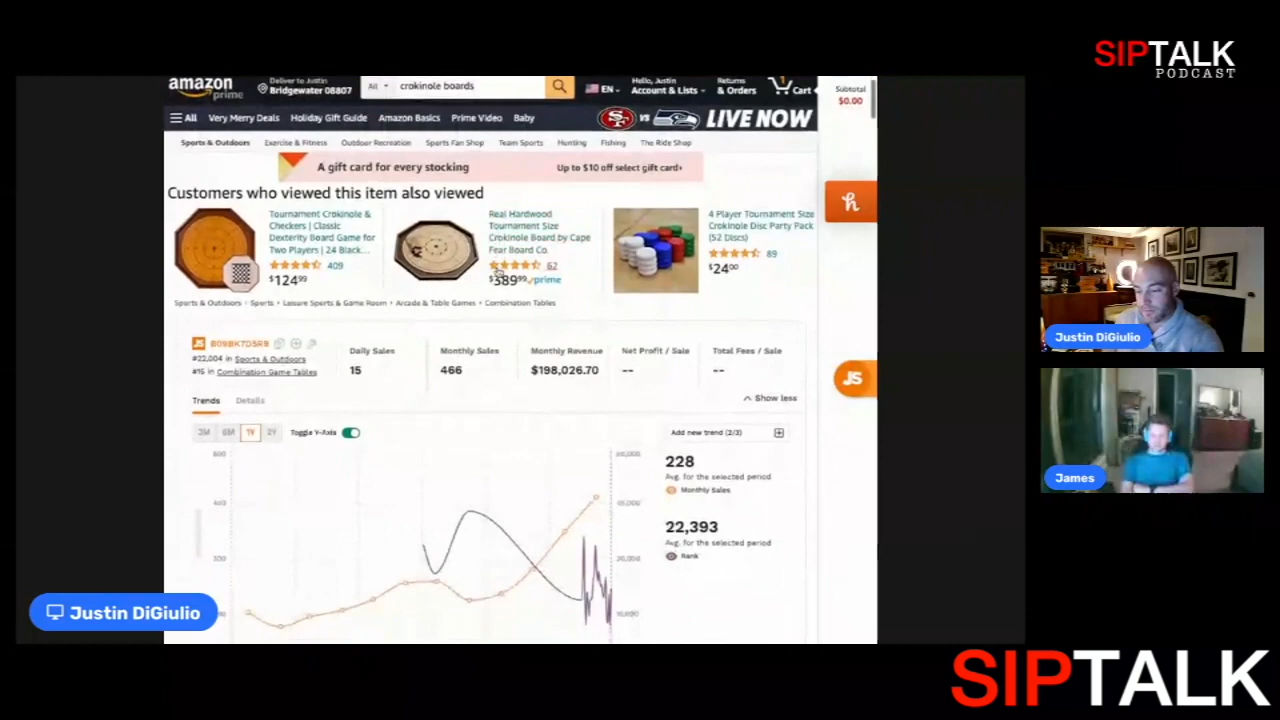 SIPTALK
PODCAST
amazon
prime
Deliver to Justin
Bridgewater 08807
All
crokinole boards
EN
Hello, Justin
Account & Lists
Returns
& Orders
1
Cart
Subtotal
$0.00
All
Very Merry Deals
Holiday Gift Guide
Amazon Basics
Prime Video
Baby
SF
VS
LIVE NOW
Sports & Outdoors
Exercise & Fitness
Outdoor Recreation
Sports Fan Shop
Team Sports
Hunting
Fishing
The Ride Shop
A gift card for every stocking
Up to $10 off select gift card›
Customers who viewed this item also viewed
Tournament Crokinole &
Checkers | Classic
Dexterity Board Game for
Two Players | 24 Black...
409
$124.99
Real Hardwood
Tournament Size
Crokinole Board by Cape
Fear Board Co.
62
$389.99
prime
4 Player Tournament Size
Crokinole Disc Party Pack
(52 Discs)
89
$24.00
h
Sports & Outdoors › Sports › Leisure Sports & Game Room › Arcade & Table Games › Combination Tables
JS
B09BK7D5R9
#22,004 in Sports & Outdoors
#15 in Combination Game Tables
Daily Sales
15
Monthly Sales
466
Monthly Revenue
$198,026.70
Net Profit / Sale
--
Total Fees / Sale
--
JS
Trends
Details
Show less
3M
6M
1Y
2Y
Toggle Y-Axis
Add new trend (2/3)
228
Avg. for the selected period
Monthly Sales
22,393
Avg. for the selected period
Rank
Justin DiGiulio
James
Justin DiGiulio
SIPTALK